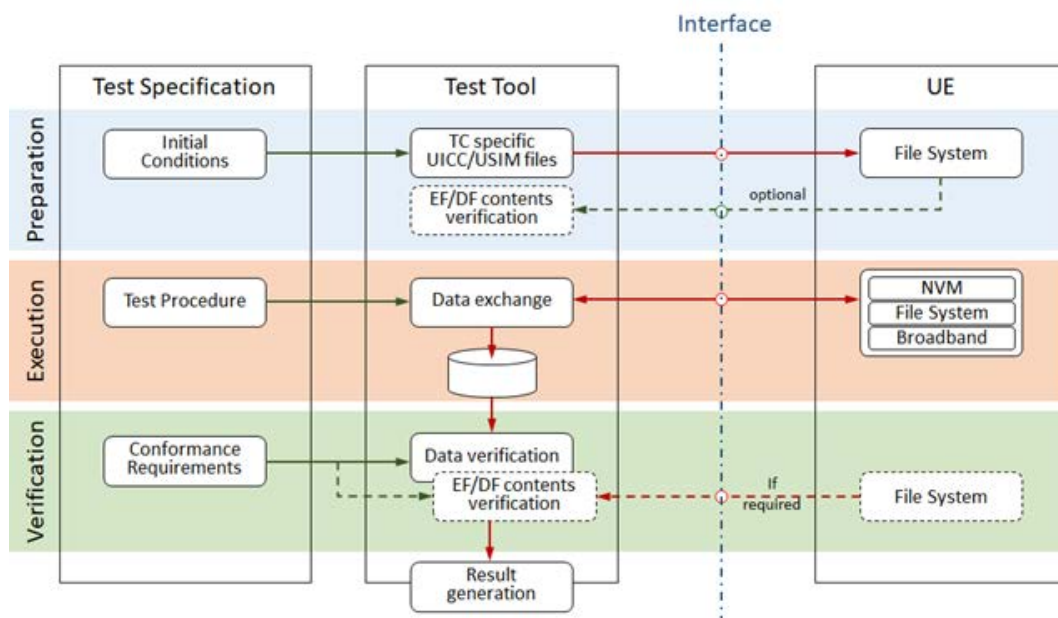 Interface
Test Specification
Test Tool
UE
Preparation
Initial
Conditions
TC specific
UICC/USIM files
File System
optional
EF/DF contents
verification
Execution
Test Procedure
Data exchange
NVM
File System
Broadband
Verification
Conformance
Requirements
Data verification
EF/DF contents
verification
If
required
File System
Result
generation